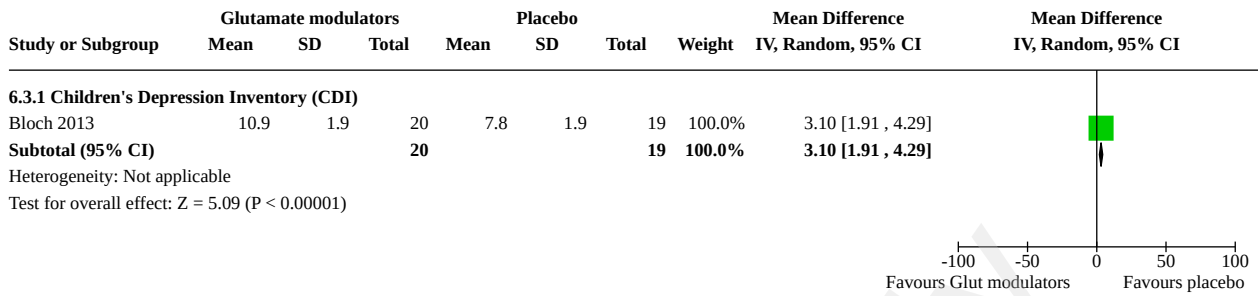 Glutamate modulators Placebo Mean Difference Mean Difference
Study or Subgroup Mean SD Total Mean SD Total Weight IV, Random, 95% CI IV, Random, 95% CI
6.3.1 Children's Depression Inventory (CDI)
Bloch 2013 10.9 1.9 20 7.8 1.9 19 100.0% 3.10 [1.91 , 4.29]
Subtotal (95% CI) 20 19 100.0% 3.10 [1.91 , 4.29]
Heterogeneity: Not applicable
Test for overall effect: Z = 5.09 (P < 0.00001)
-100 -50 0 50 100
Favours Glut modulators Favours placebo